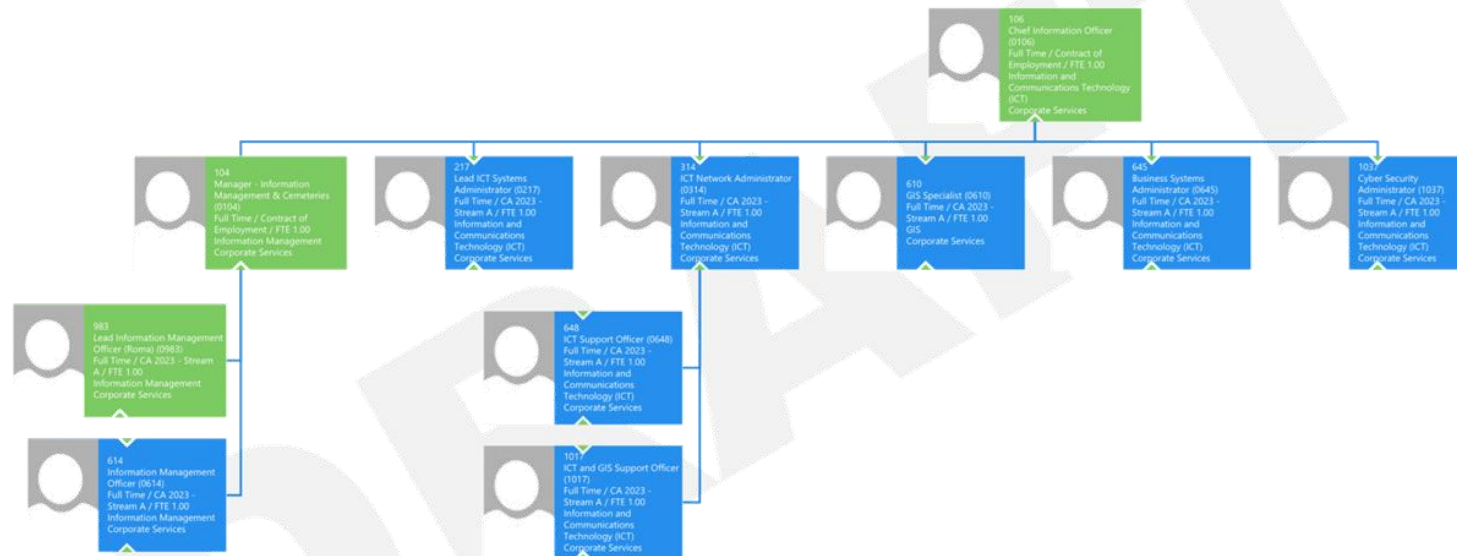 106
Chief Information Officer
(0106)
Full Time / Contract of
Employment / FTE 1.00
Information and
Communications Technology
(ICT)
Corporate Services
104
Manager - Information
Management & Cemeteries
(0104)
Full Time / Contract of
Employment / FTE 1.00
Information Management
Corporate Services
217
Lead ICT Systems
Administrator (0217)
Full Time / CA 2023 -
Stream A / FTE 1.00
Information and
Communications
Technology (ICT)
Corporate Services
314
ICT Network Administrator
(0314)
Full Time / CA 2023 -
Stream A / FTE 1.00
Information and
Communications
Technology (ICT)
Corporate Services
610
GIS Specialist (0610)
Full Time / CA 2023 -
Stream A / FTE 1.00
GIS
Corporate Services
645
Business Systems
Administrator (0645)
Full Time / CA 2023 -
Stream A / FTE 1.00
Information and
Communications
Technology (ICT)
Corporate Services
1037
Cyber Security
Administrator (1037)
Full Time / CA 2023 -
Stream A / FTE 1.00
Information and
Communications
Technology (ICT)
Corporate Services
983
Lead Information Management
Officer (Roma) (0983)
Full Time / CA 2023 - Stream
A / FTE 1.00
Information Management
Corporate Services
648
ICT Support Officer (0648)
Full Time / CA 2023 -
Stream A / FTE 1.00
Information and
Communications
Technology (ICT)
Corporate Services
614
Information Management
Officer (0614)
Full Time / CA 2023 -
Stream A / FTE 1.00
Information Management
Corporate Services
1017
ICT and GIS Support Officer
(1017)
Full Time / CA 2023 -
Stream A / FTE 1.00
Information and
Communications
Technology (ICT)
Corporate Services
DRAFT